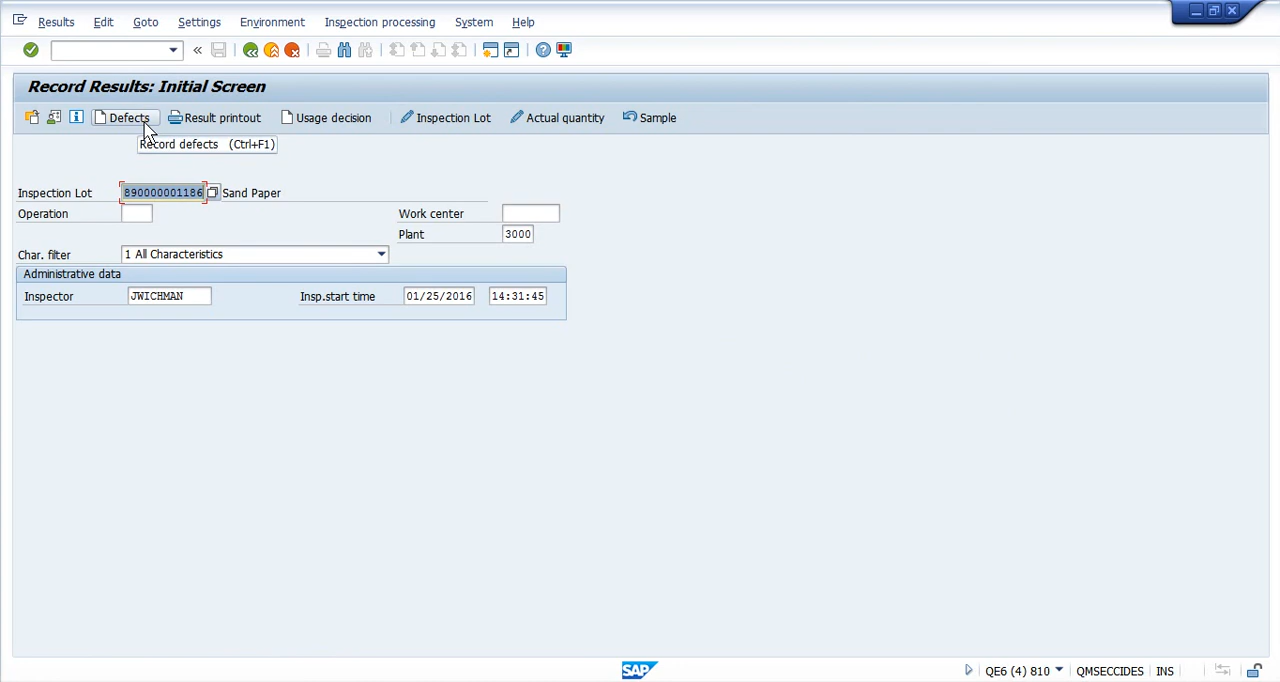 Results Edit Goto Settings Environment Inspection processing System Help
Record Results: Initial Screen
Defects Result printout Usage decision Inspection Lot Actual quantity Sample
Record defects (Ctrl+F1)
Inspection Lot 890000001186 Sand Paper
Operation Work center
Plant 3000
Char. filter 1 All Characteristics
Administrative data
Inspector JWICHMAN Insp.start time 01/25/2016 14:31:45
SAP QE6 (4) 810 QMSECCIDES INS